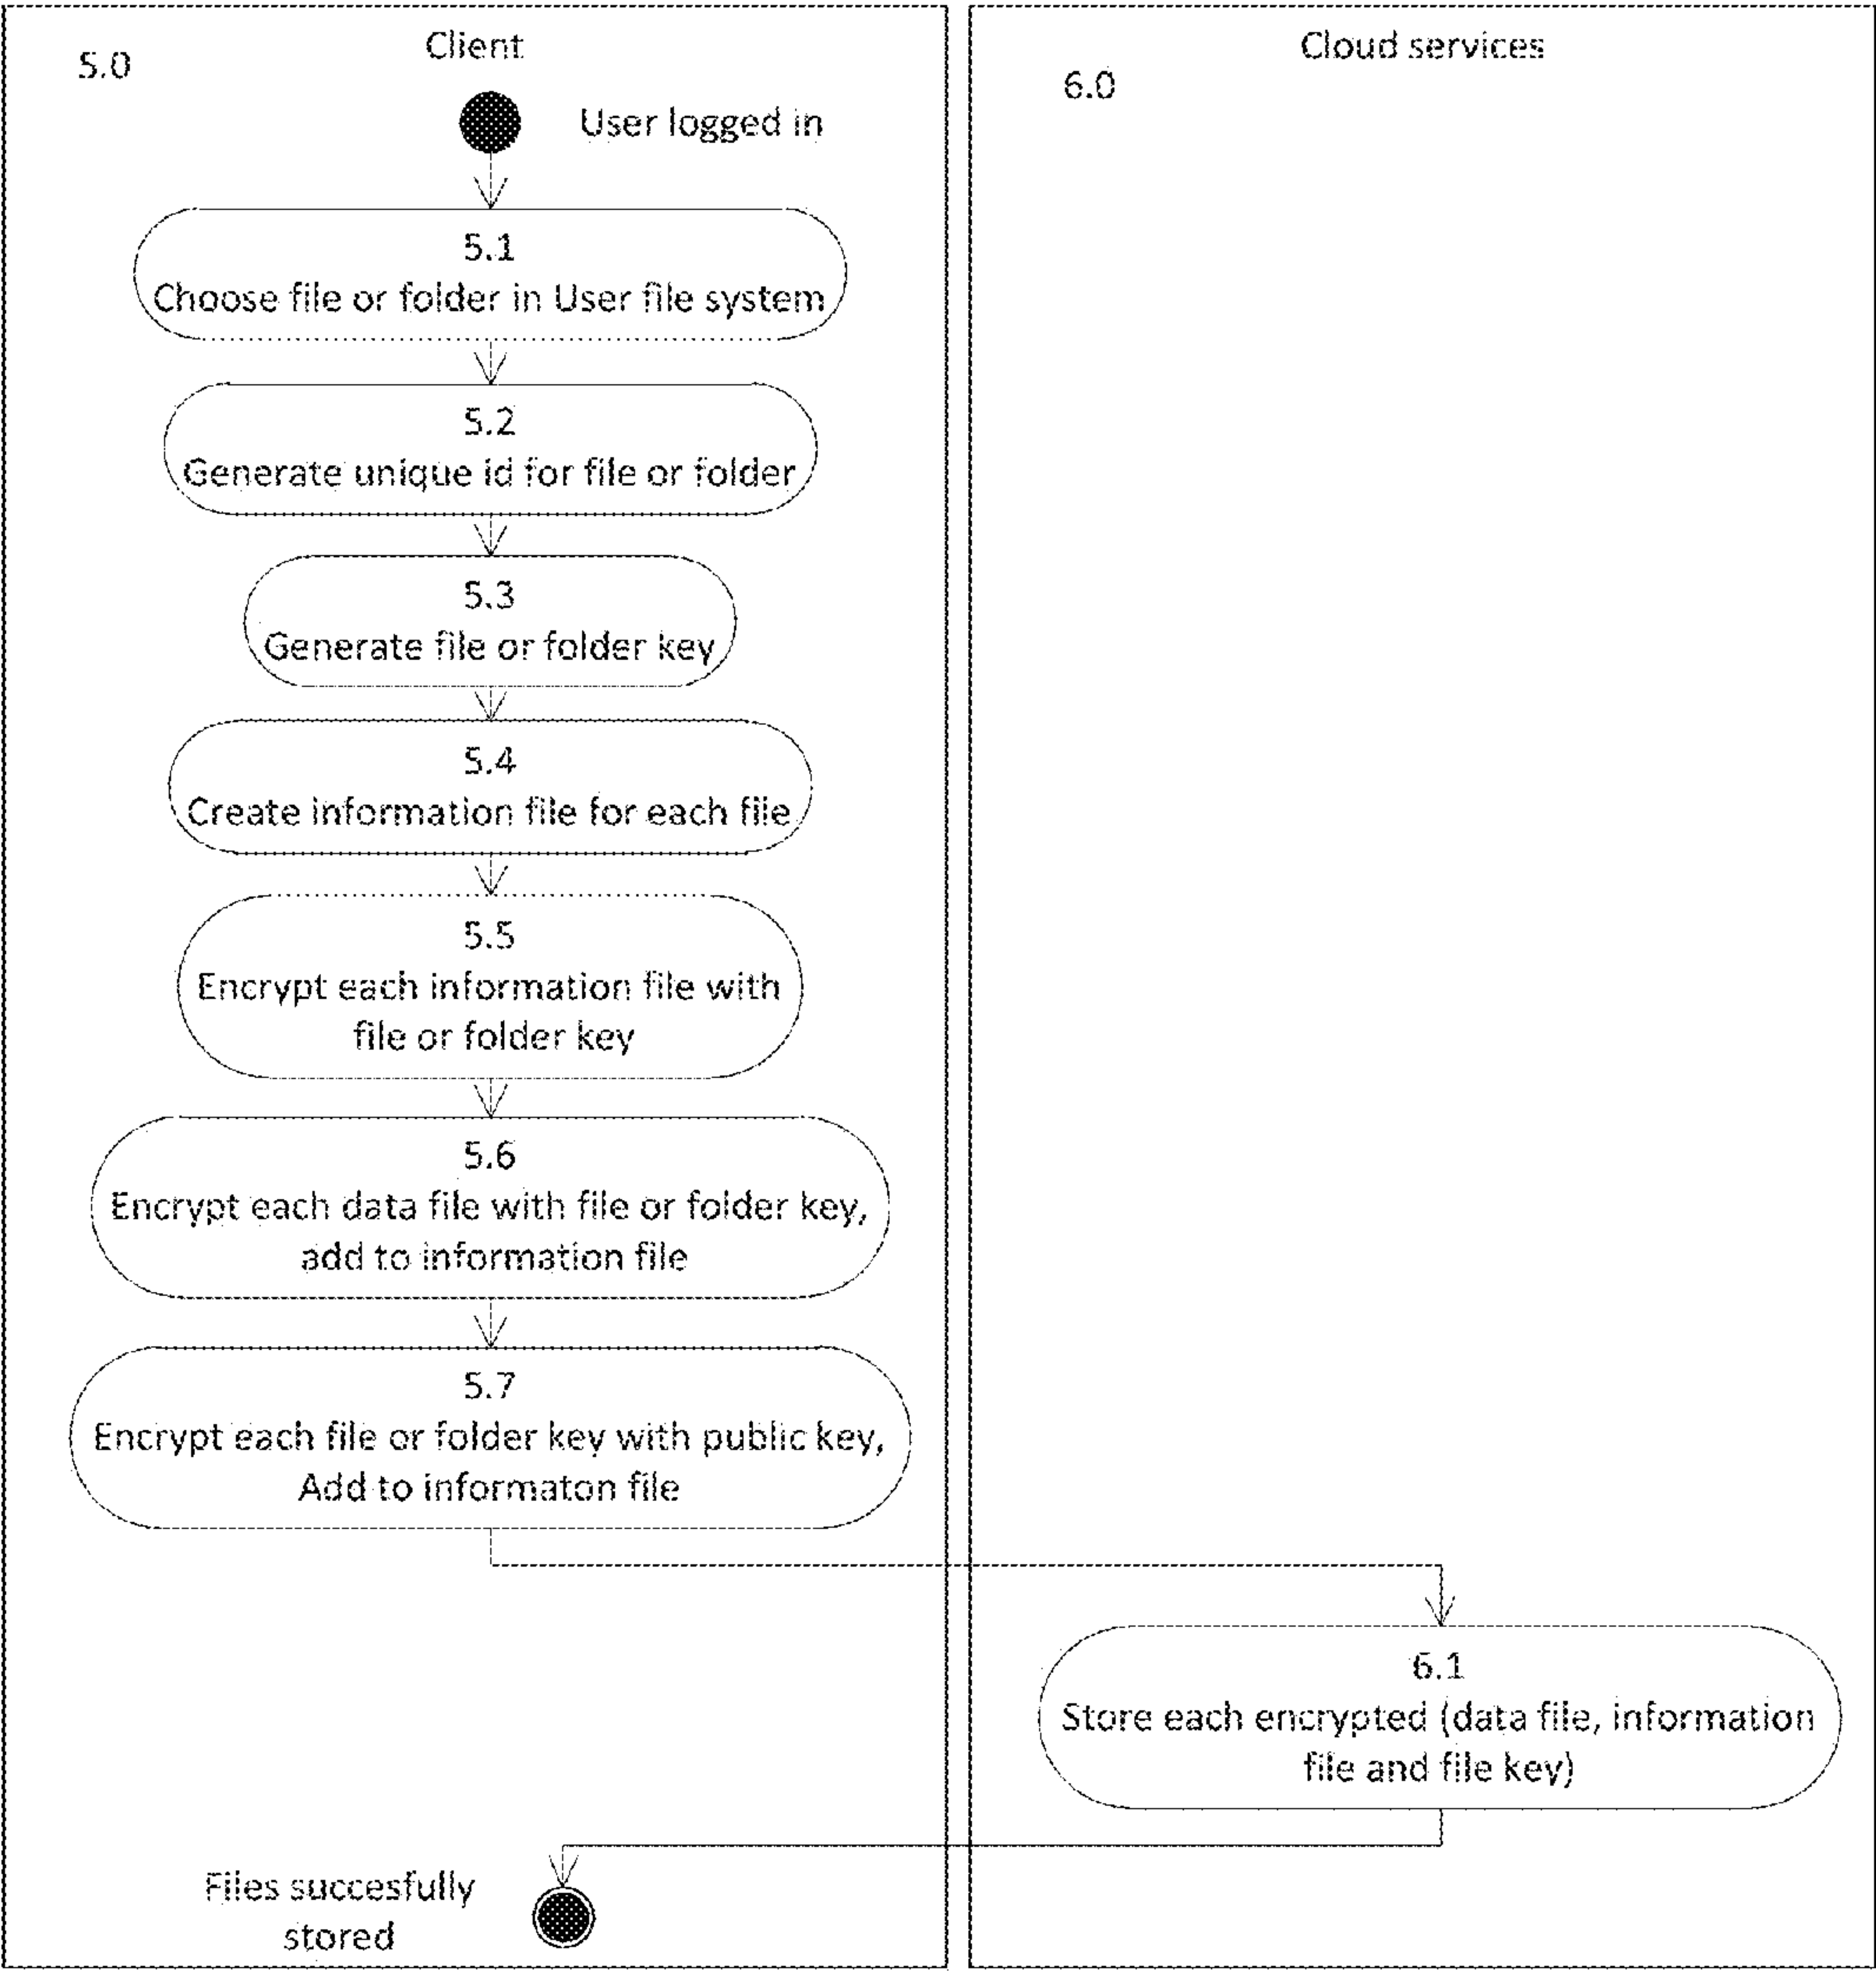 Client
5.0
User logged in
5.1
Choose file or folder in User file system
5.2
Generate unique id for file or folder
5.3
Generate file or folder key
5.4
Create information file for each file
5.5
Encrypt each information file with
file or folder key
5.6
Encrypt each data file with file or folder key,
add to information file
5.7
Encrypt each file or folder key with public key,
Add to informaton file
Files succesfully
stored
Cloud services
6.0
6.1
Store each encrypted (data file, information
file and file key)